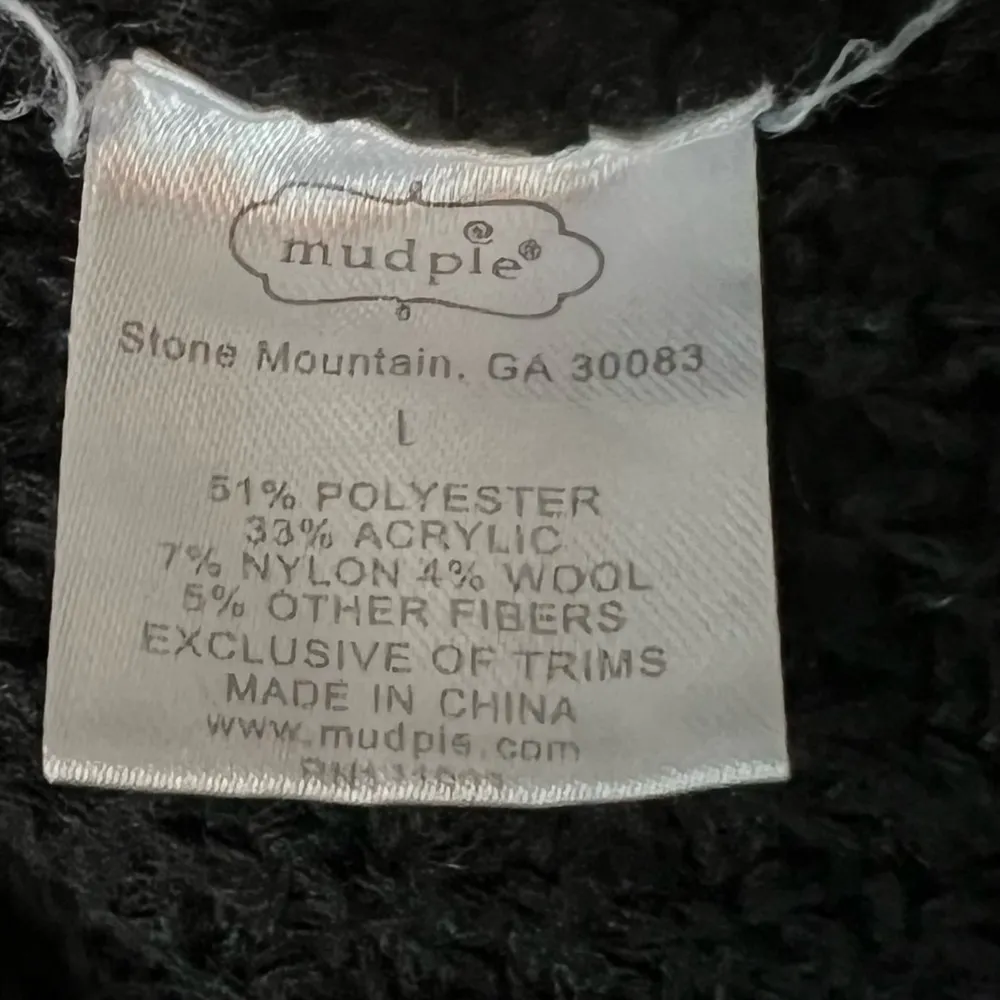 mudpie®
Stone Mountain, GA 30083
L
51% POLYESTER
33% ACRYLIC
7% NYLON 4% WOOL
5% OTHER FIBERS
EXCLUSIVE OF TRIMS
MADE IN CHINA
www.mudpie.com